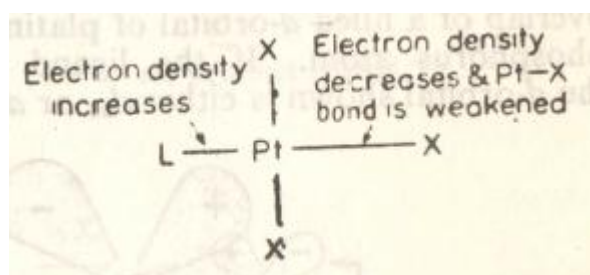 X
Electron density
increases
Electron density
decreases & Pt-X
bond is weakened
L — Pt — X
X